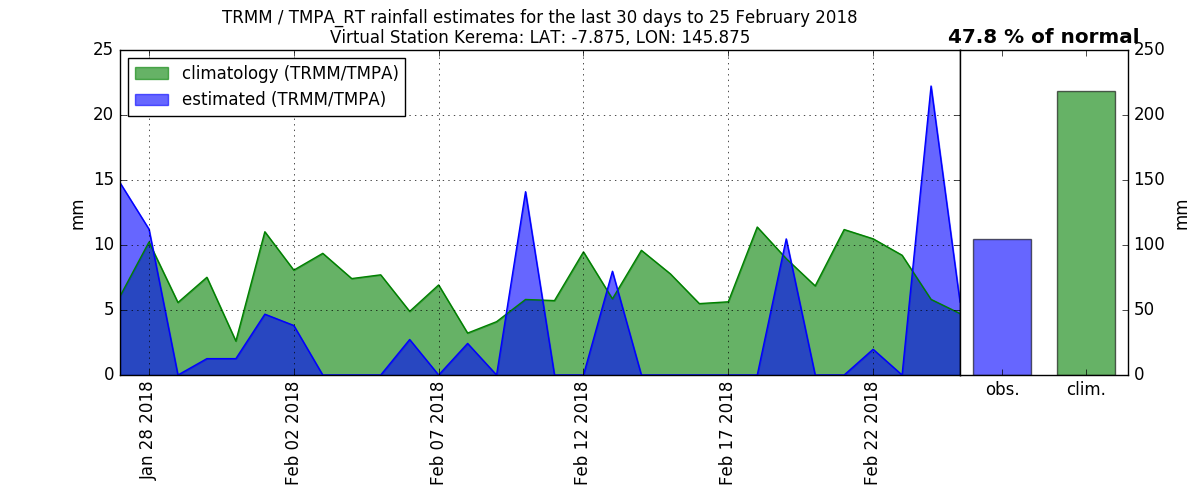 TRMM / TMPA_RT rainfall estimates for the last 30 days to 25 February 2018
Virtual Station Kerema: LAT: -7.875, LON: 145.875
47.8 % of normal
climatology (TRMM/TMPA)
estimated (TRMM/TMPA)
25
20
15
10
5
0
mm
250
200
150
100
50
0
mm
Jan 28 2018
Feb 02 2018
Feb 07 2018
Feb 12 2018
Feb 17 2018
Feb 22 2018
obs.
clim.